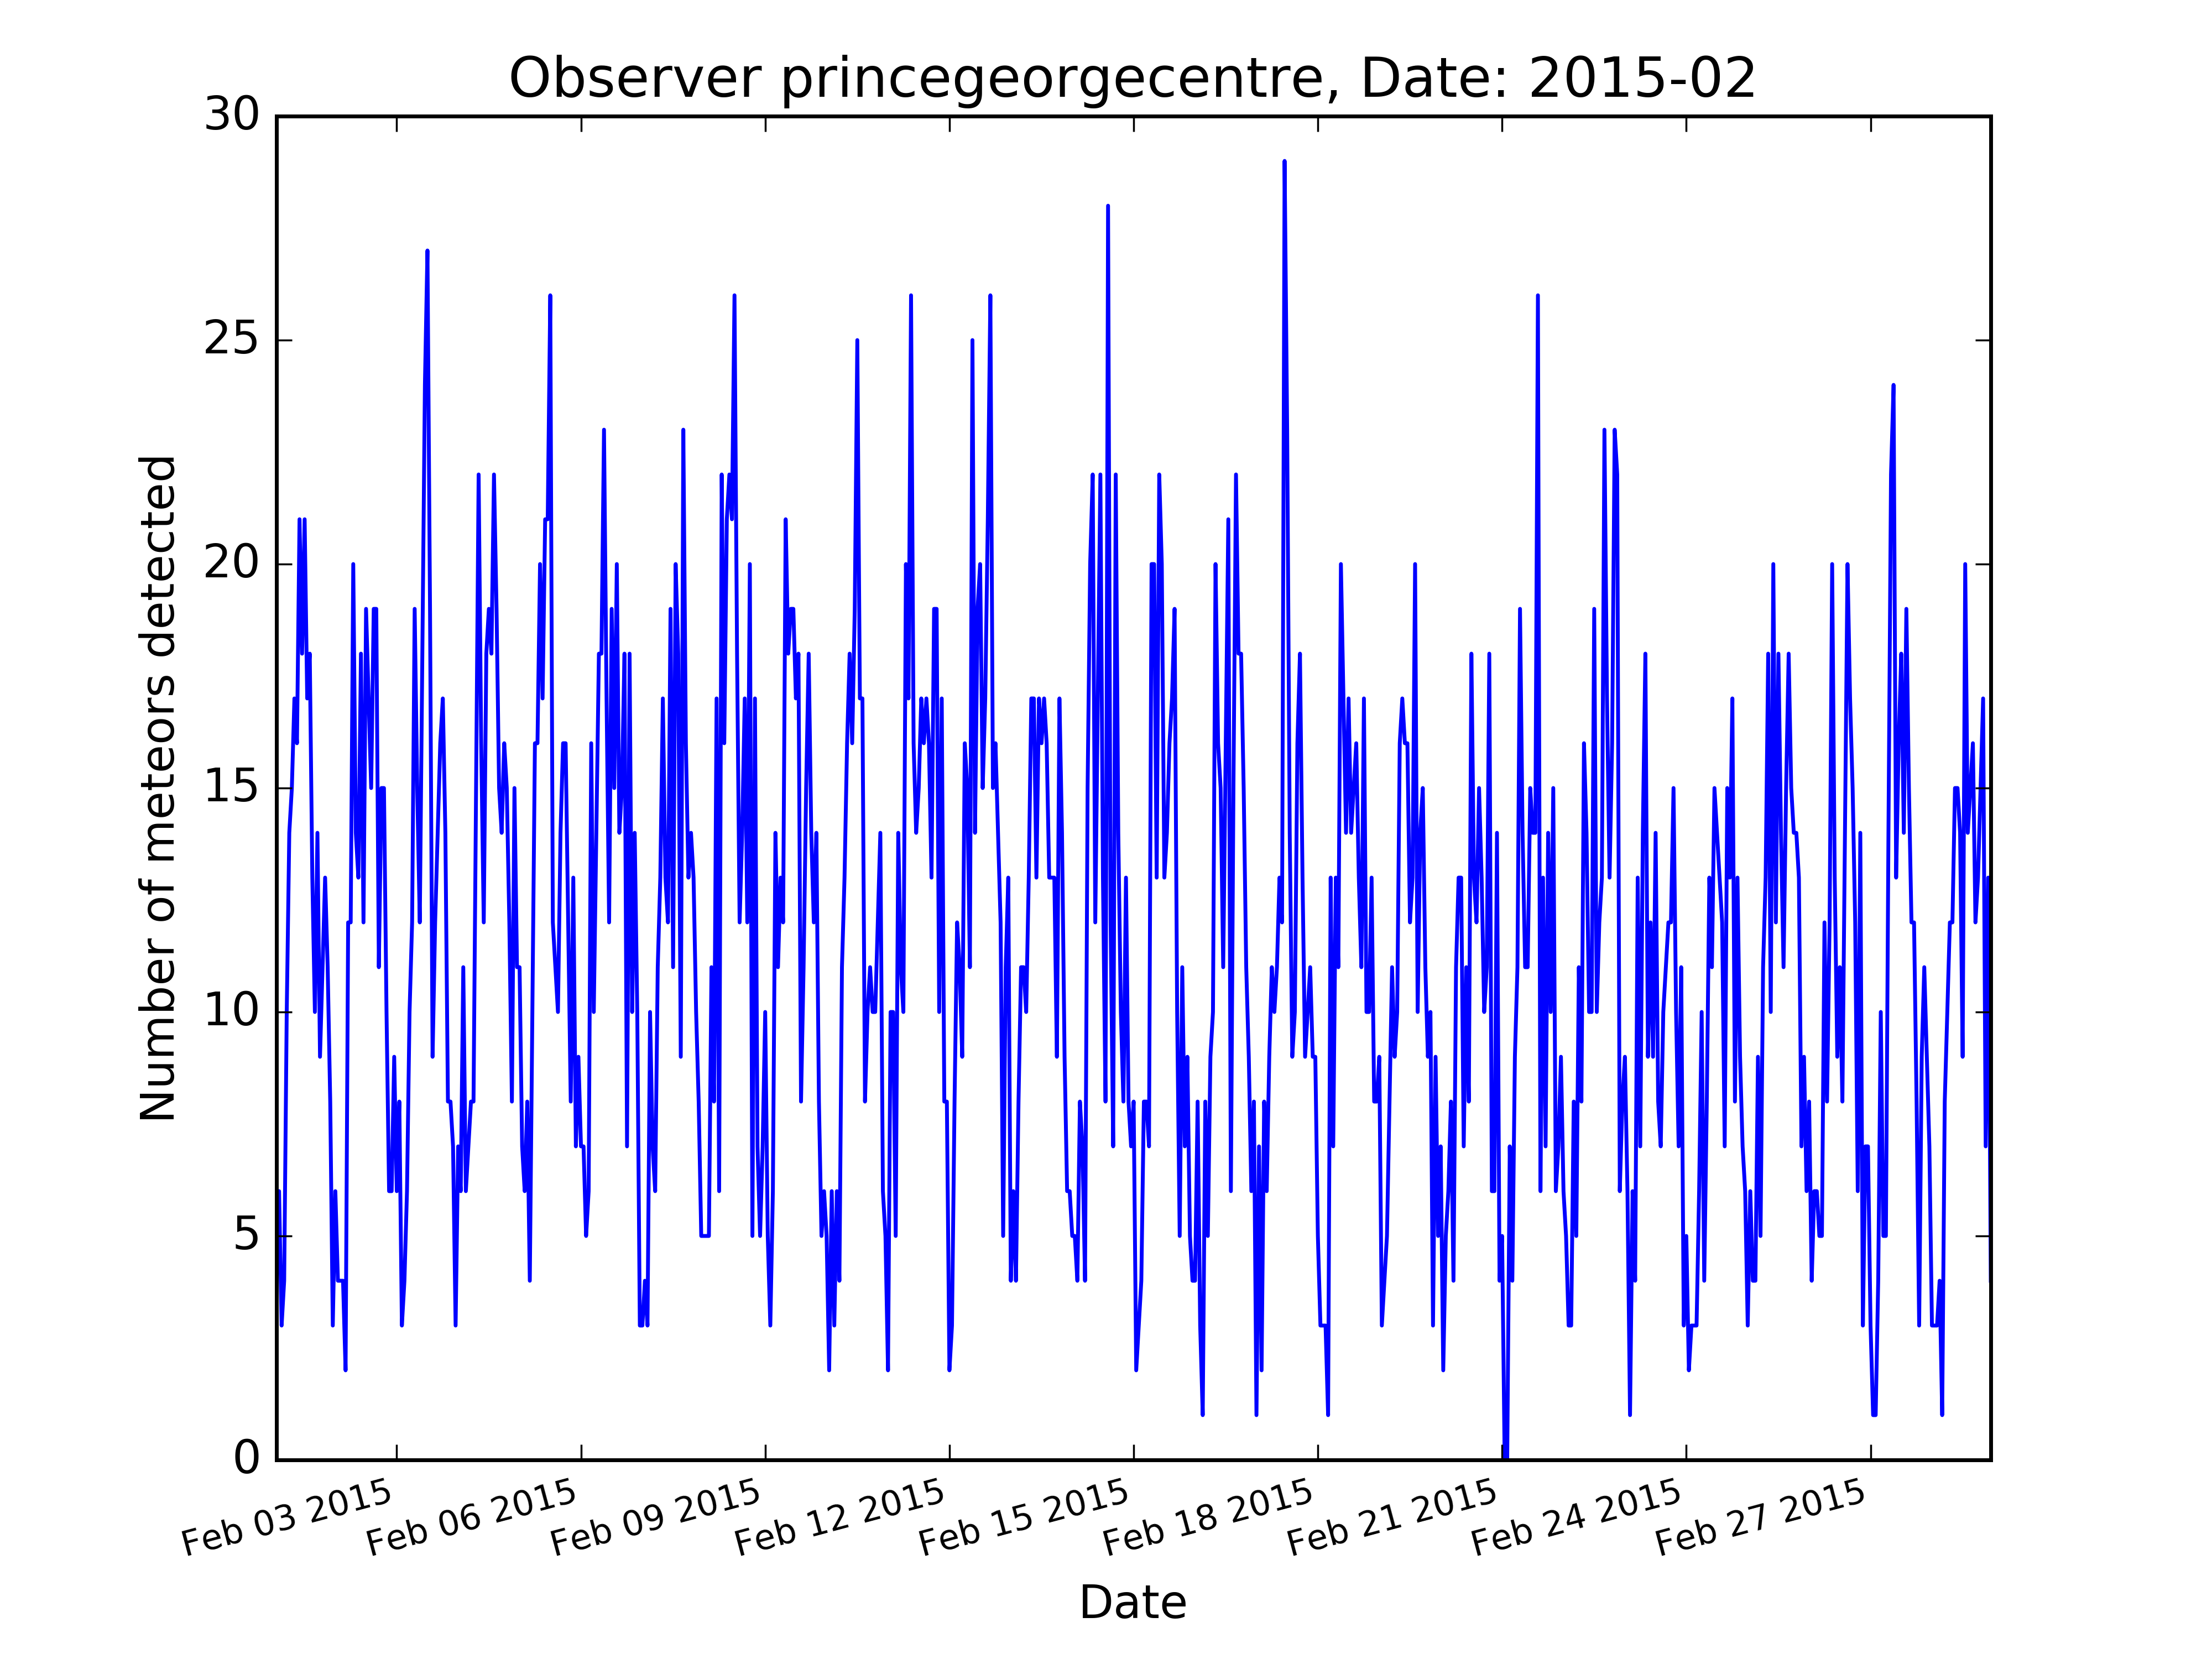 Observer princegeorgecentre, Date: 2015-02
30
25
20
15
10
5
0
Number of meteors detected
Feb 03 2015
Feb 06 2015
Feb 09 2015
Feb 12 2015
Feb 15 2015
Feb 18 2015
Feb 21 2015
Feb 24 2015
Feb 27 2015
Date